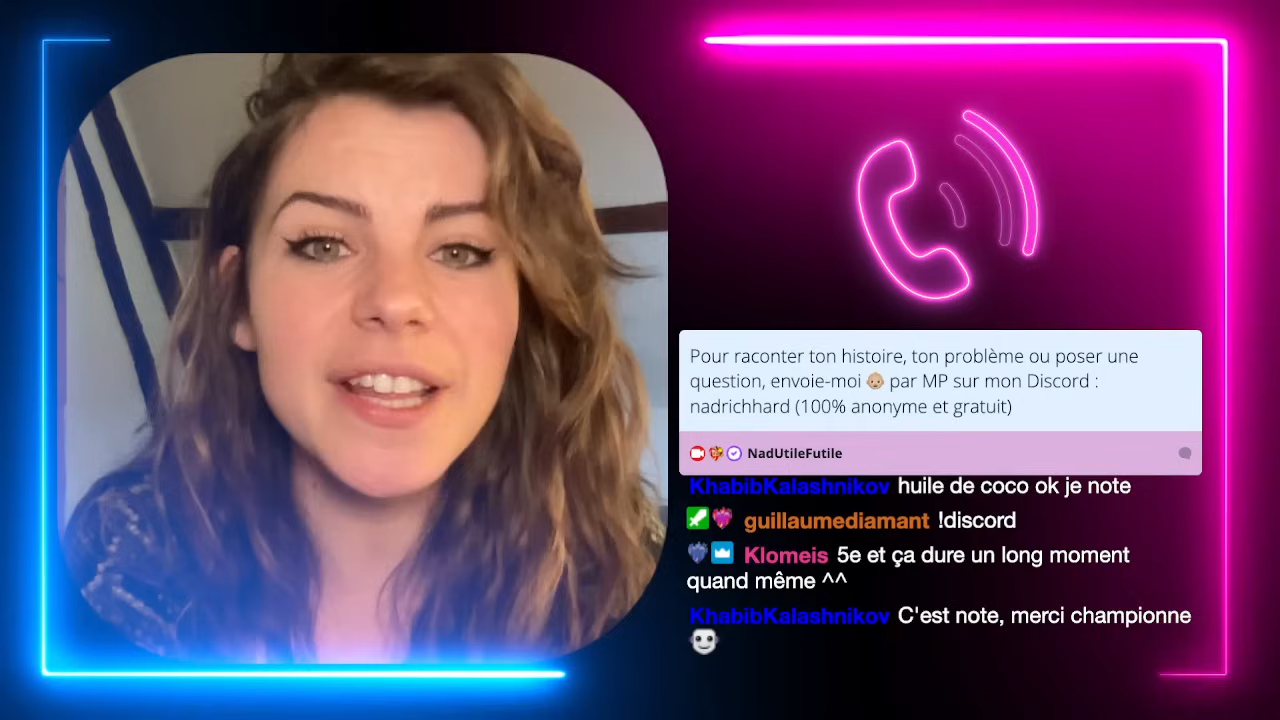 Pour raconter ton histoire, ton problème ou poser une
question, envoie-moi par MP sur mon Discord :
nadrichhard (100% anonyme et gratuit)
NadUtileFutile
KhabibKalashnikov huile de coco ok je note
guillaumediamant !discord
Klomeis 5e et ça dure un long moment
quand même ^^
KhabibKalashnikov C'est note, merci championne